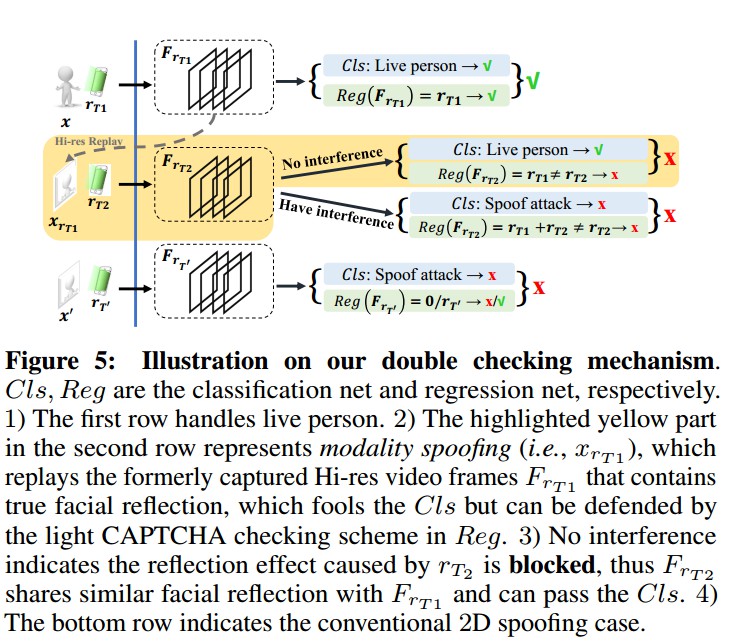 F_{r_{T1}}
Cls: Live person → √
Reg(F_{r_{T1}}) = r_{T1} → √
√
x
r_{T1}
Hi-res Replay
F_{r_{T2}}
No interference
Cls: Live person → √
Reg(F_{r_{T2}}) = r_{T1} ≠ r_{T2} → x
x
x_{r_{T1}}
r_{T2}
Have interference
Cls: Spoof attack → x
Reg(F_{r_{T2}}) = r_{T1} + r_{T2} ≠ r_{T2} → x
x
F_{r_{T'}}
Cls: Spoof attack → x
Reg(F_{r_{T'}}) = 0/r_{T'} → x/√
x
x'
r_{T'}
Figure 5: Illustration on our double checking mechanism.
Cls, Reg are the classification net and regression net, respectively.
1) The first row handles live person. 2) The highlighted yellow part
in the second row represents modality spoofing (i.e., x_{r_{T1}}), which
replays the formerly captured Hi-res video frames F_{r_{T1}} that contains
true facial reflection, which fools the Cls but can be defended by
the light CAPTCHA checking scheme in Reg. 3) No interference
indicates the reflection effect caused by r_{T2} is blocked, thus F_{r_{T2}}
shares similar facial reflection with F_{r_{T1}} and can pass the Cls. 4)
The bottom row indicates the conventional 2D spoofing case.